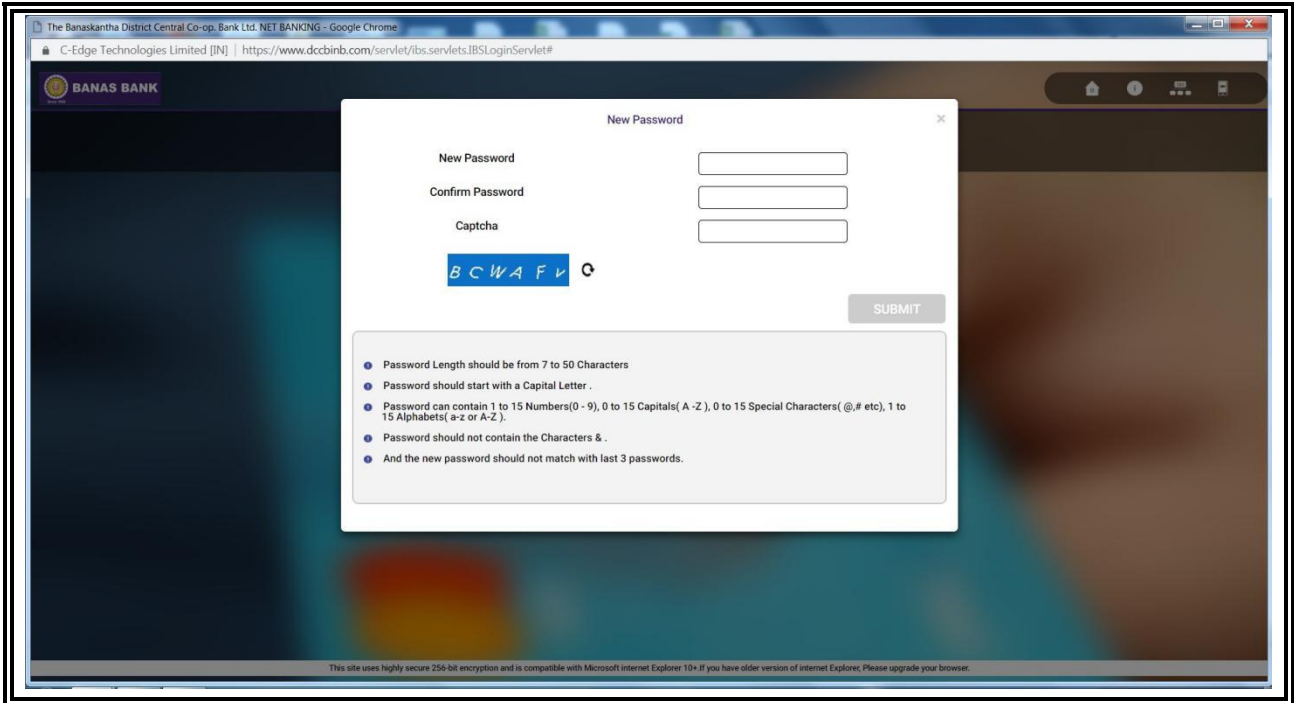 The Banaskantha District Central Co-op. Bank Ltd. NET BANKING - Google Chrome
C-Edge Technologies Limited [IN] | https://www.dccbinb.com/servlet/ibs.servlets.IBSLoginServlet#
BANAS BANK
New Password
New Password
Confirm Password
Captcha
B C W A F v
SUBMIT
Password Length should be from 7 to 50 Characters
Password should start with a Capital Letter .
Password can contain 1 to 15 Numbers(0 - 9), 0 to 15 Capitals( A -Z ), 0 to 15 Special Characters( @,# etc), 1 to
15 Alphabets( a-z or A-Z ).
Password should not contain the Characters & .
And the new password should not match with last 3 passwords.
This site uses highly secure 256-bit encryption and is compatible with Microsoft internet Explorer 10+.If you have older version of internet Explorer, Please upgrade your browser.